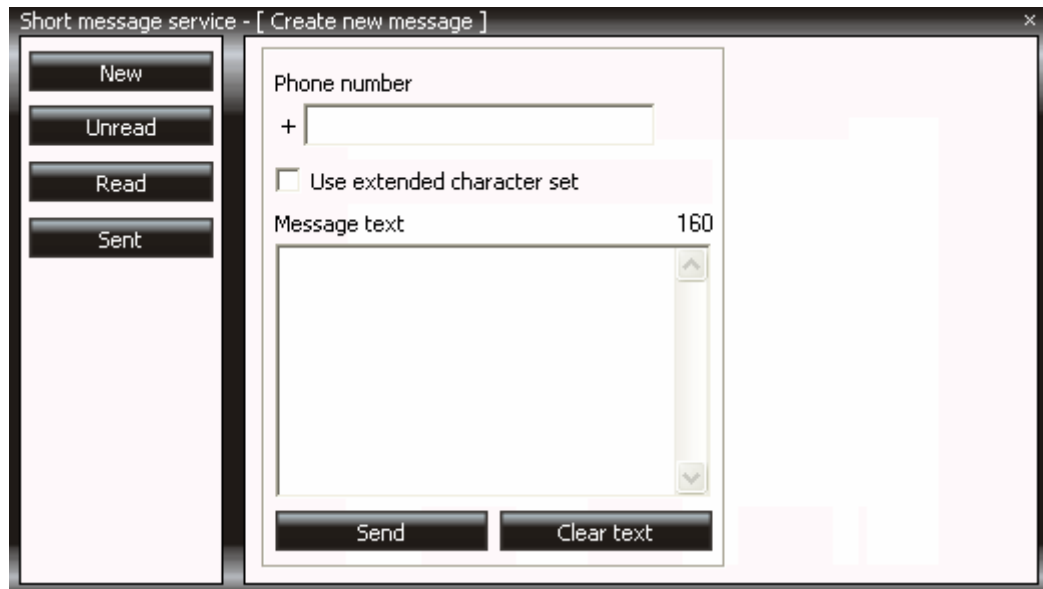 Short message service - [ Create new message ]
New
Unread
Read
Sent
Phone number
+
Use extended character set
Message text 160
Send Clear text